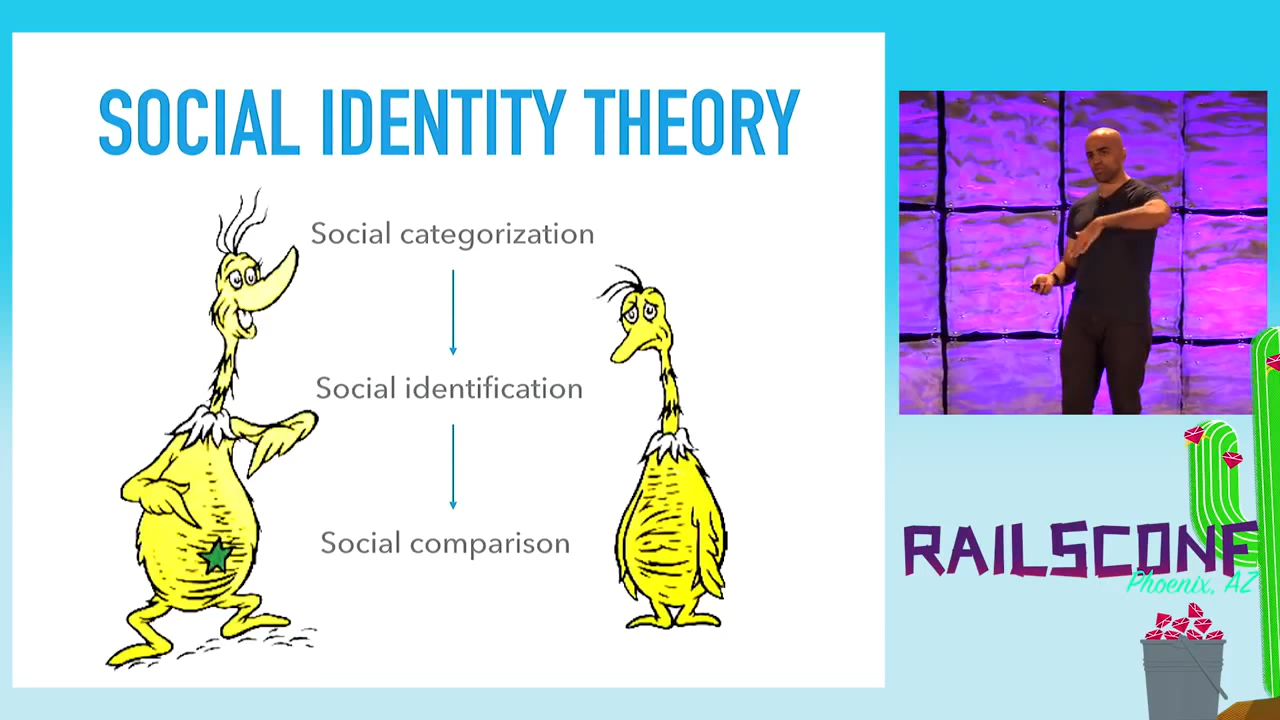 SOCIAL IDENTITY THEORY
Social categorization
Social identification
Social comparison
RAILSCONF
Phoenix, AZ